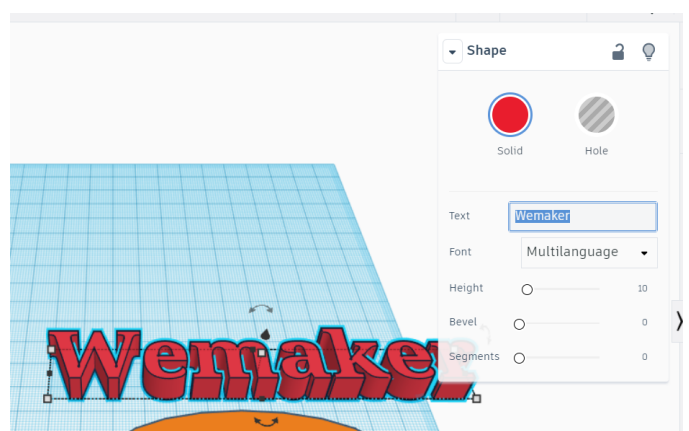 Shape
Solid Hole
Text Wemaker
Font Multilanguage
Height 10
Bevel 0
Segments 0
Wemaker